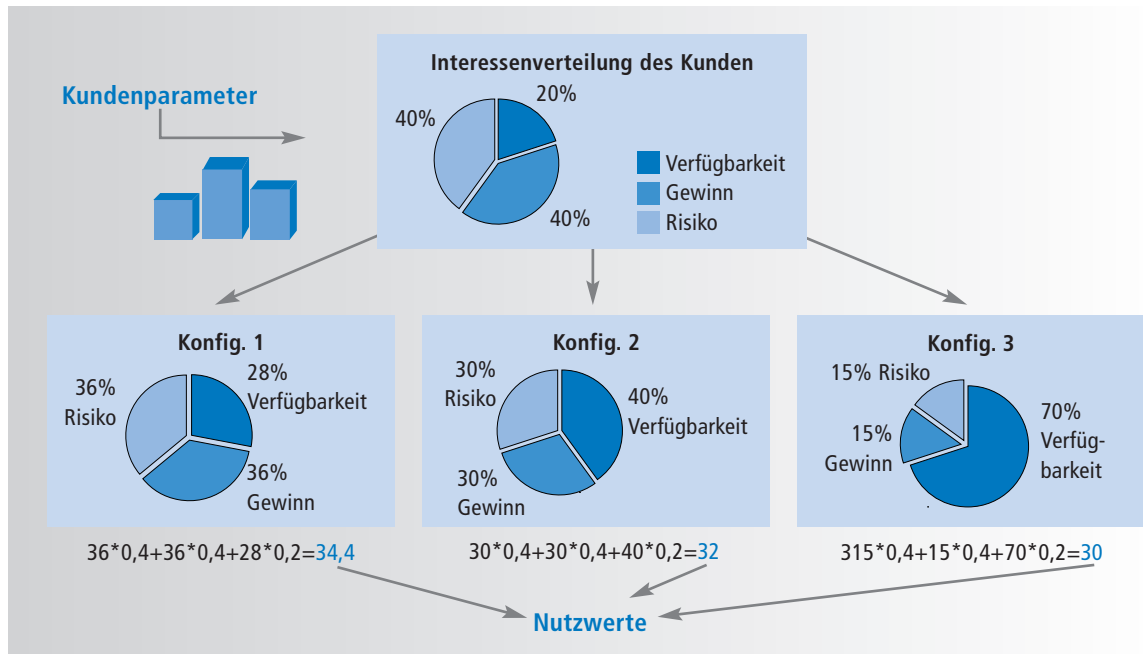 Interessenverteilung des Kunden
Kundenparameter
20%
40%
40%
Verfügbarkeit
Gewinn
Risiko
Konfig. 1
36%
Risiko
28%
Verfügbarkeit
36%
Gewinn
36*0,4+36*0,4+28*0,2=34,4
Konfig. 2
30%
Risiko
40%
Verfügbarkeit
30%
Gewinn
30*0,4+30*0,4+40*0,2=32
Konfig. 3
15% Risiko
15%
Gewinn
70%
Verfüg-
barkeit
315*0,4+15*0,4+70*0,2=30
Nutzwerte